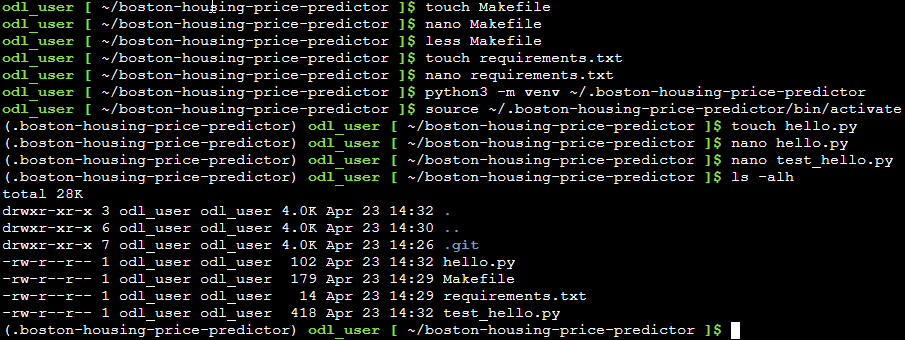 odl_user [ ~/boston-housing-price-predictor ]$ touch Makefile
odl_user [ ~/boston-housing-price-predictor ]$ nano Makefile
odl_user [ ~/boston-housing-price-predictor ]$ less Makefile
odl_user [ ~/boston-housing-price-predictor ]$ touch requirements.txt
odl_user [ ~/boston-housing-price-predictor ]$ nano requirements.txt
odl_user [ ~/boston-housing-price-predictor ]$ python3 -m venv ~/.boston-housing-price-predictor
odl_user [ ~/boston-housing-price-predictor ]$ source ~/.boston-housing-price-predictor/bin/activate
(.boston-housing-price-predictor) odl_user [ ~/boston-housing-price-predictor ]$ touch hello.py
(.boston-housing-price-predictor) odl_user [ ~/boston-housing-price-predictor ]$ nano hello.py
(.boston-housing-price-predictor) odl_user [ ~/boston-housing-price-predictor ]$ nano test_hello.py
(.boston-housing-price-predictor) odl_user [ ~/boston-housing-price-predictor ]$ ls -alh
total 28K
drwxr-xr-x 3 odl_user odl_user 4.0K Apr 23 14:32 .
drwxr-xr-x 6 odl_user odl_user 4.0K Apr 23 14:30 ..
drwxr-xr-x 7 odl_user odl_user 4.0K Apr 23 14:26 .git
-rw-r--r-- 1 odl_user odl_user  102 Apr 23 14:32 hello.py
-rw-r--r-- 1 odl_user odl_user  179 Apr 23 14:29 Makefile
-rw-r--r-- 1 odl_user odl_user   14 Apr 23 14:29 requirements.txt
-rw-r--r-- 1 odl_user odl_user  418 Apr 23 14:32 test_hello.py
(.boston-housing-price-predictor) odl_user [ ~/boston-housing-price-predictor ]$